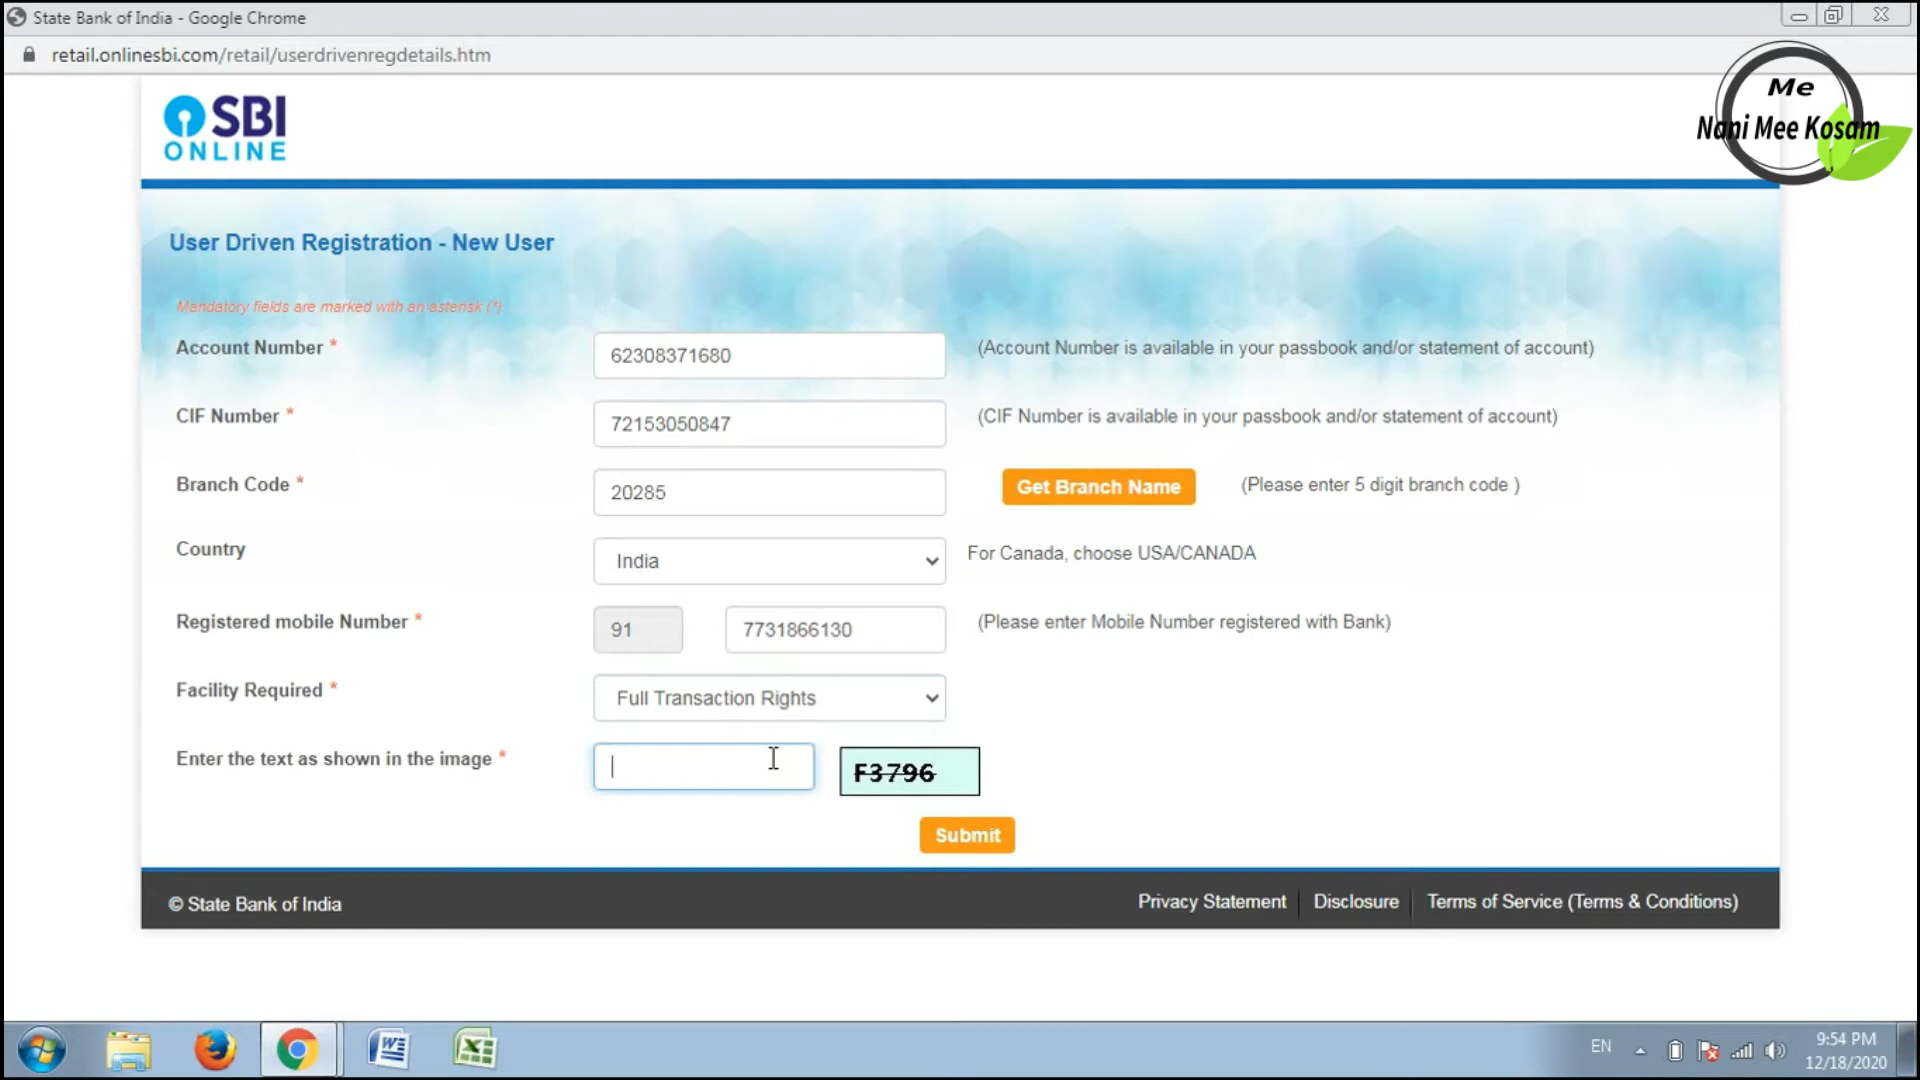 State Bank of India - Google Chrome
retail.onlinesbi.com/retail/userdrivenregdetails.htm
Me
Nani Mee Kosam
SBI
ONLINE
User Driven Registration - New User
Mandatory fields are marked with an asterisk (*)
Account Number * 62308371680 (Account Number is available in your passbook and/or statement of account)
CIF Number * 72153050847 (CIF Number is available in your passbook and/or statement of account)
Branch Code * 20285 Get Branch Name (Please enter 5 digit branch code )
Country India For Canada, choose USA/CANADA
Registered mobile Number * 91 7731866130 (Please enter Mobile Number registered with Bank)
Facility Required * Full Transaction Rights
Enter the text as shown in the image * F3796
Submit
© State Bank of India Privacy Statement Disclosure Terms of Service (Terms & Conditions)
EN 9:54 PM
12/18/2020